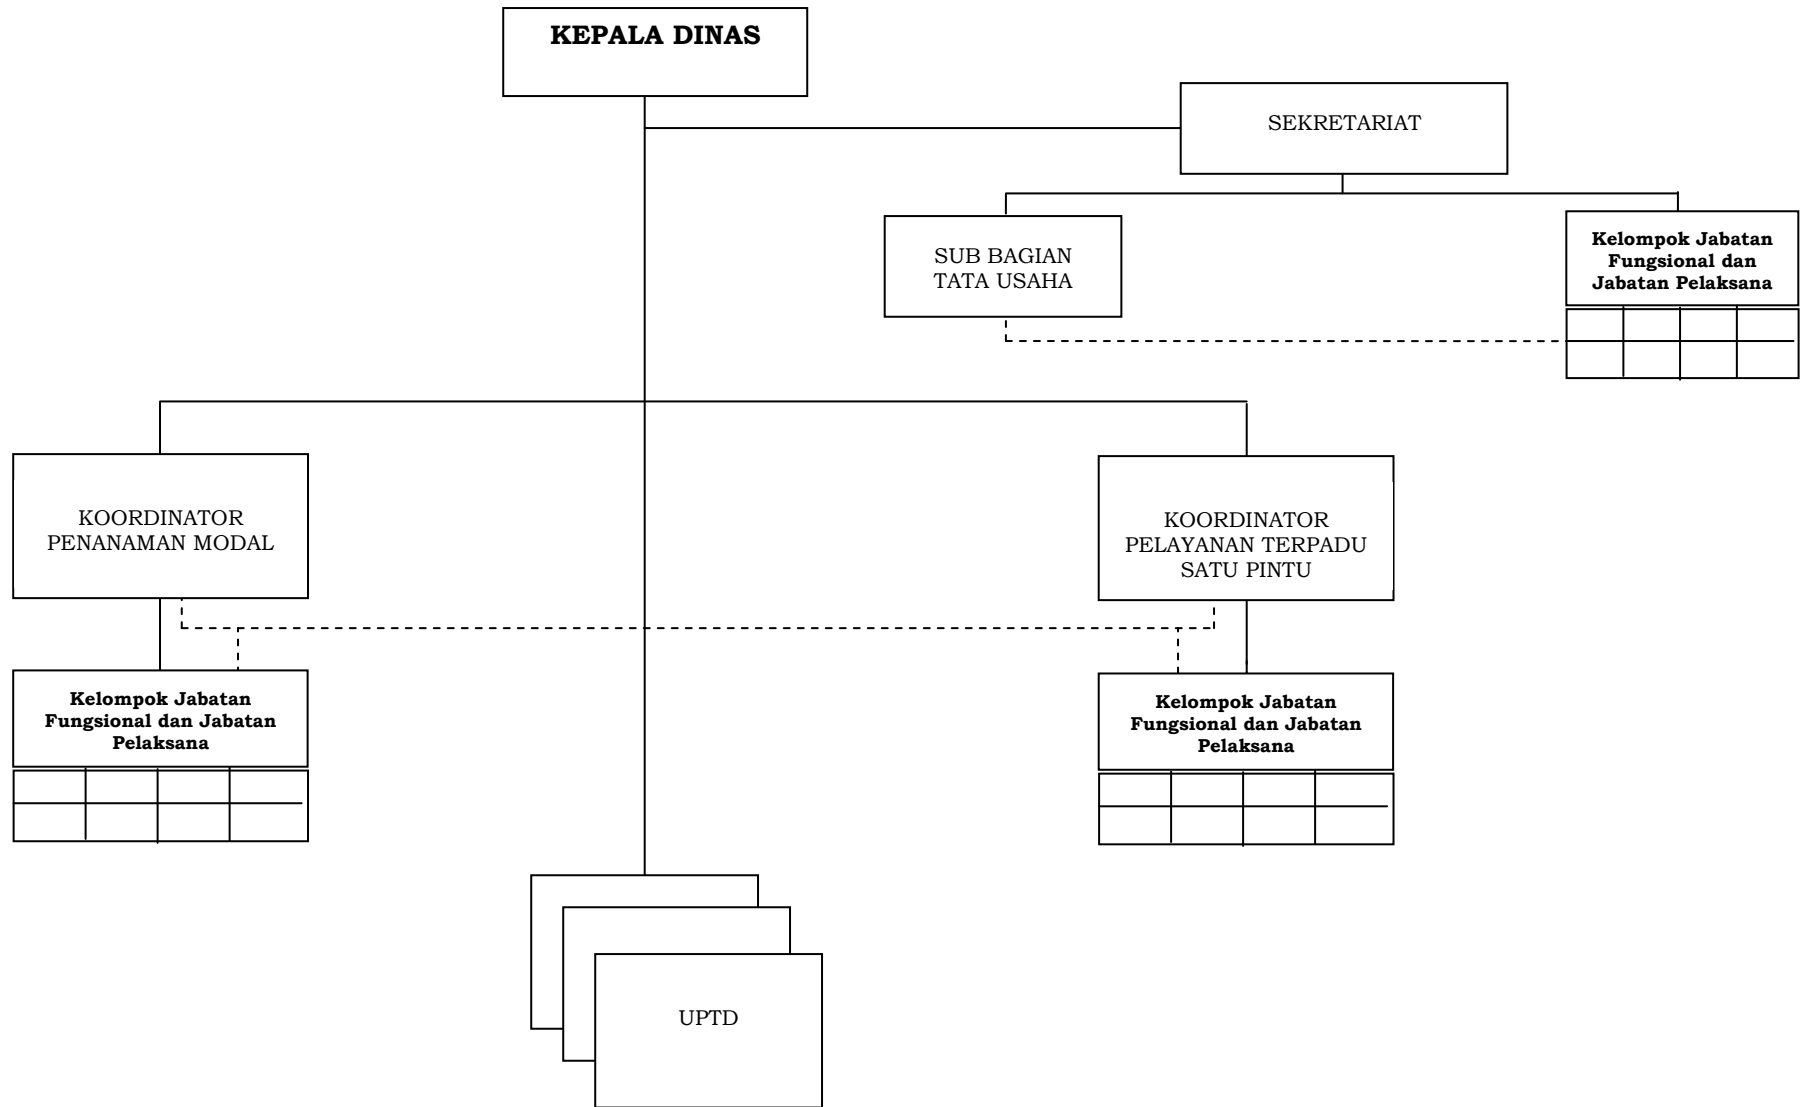 KEPALA DINAS
SEKRETARIAT
SUB BAGIAN
TATA USAHA
Kelompok Jabatan
Fungsional dan
Jabatan Pelaksana
KOORDINATOR
PENANAMAN MODAL
KOORDINATOR
PELAYANAN TERPADU
SATU PINTU
Kelompok Jabatan
Fungsional dan Jabatan
Pelaksana
Kelompok Jabatan
Fungsional dan Jabatan
Pelaksana
UPTD